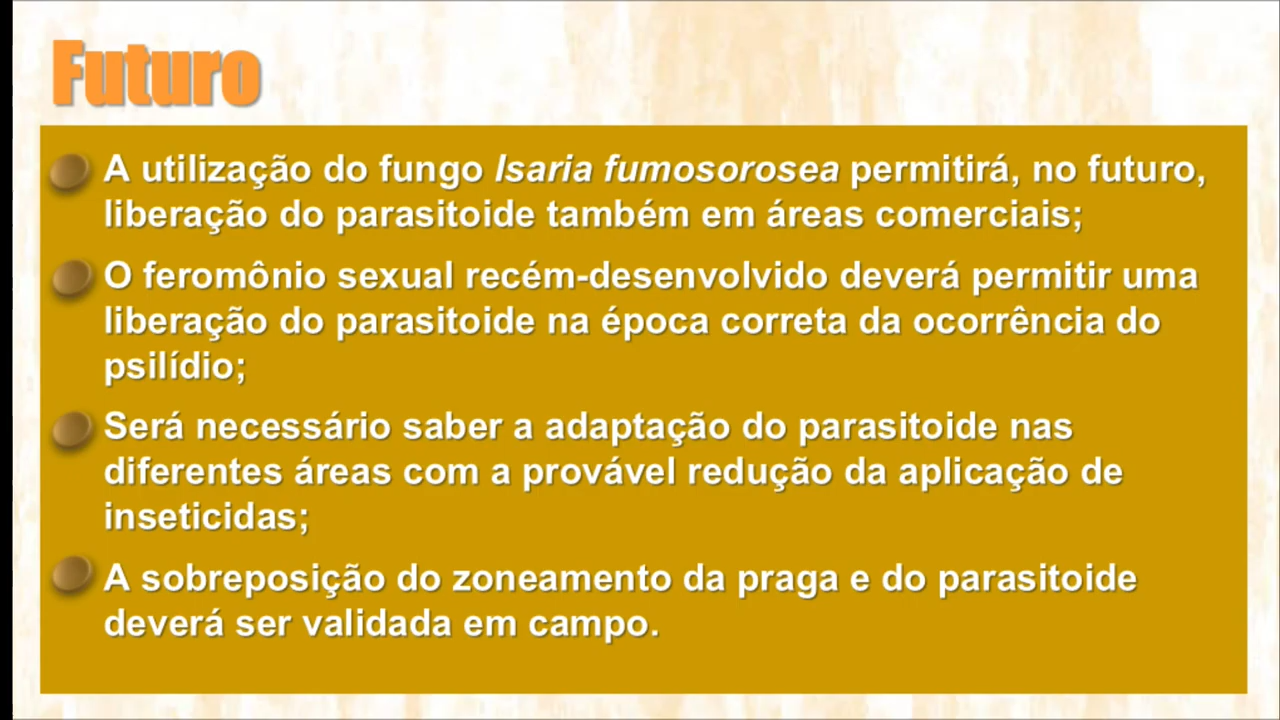 Futuro
A utilização do fungo Isaria fumosorosea permitirá, no futuro,
liberação do parasitoide também em áreas comerciais;
O feromônio sexual recém-desenvolvido deverá permitir uma
liberação do parasitoide na época correta da ocorrência do
psilídio;
Será necessário saber a adaptação do parasitoide nas
diferentes áreas com a provável redução da aplicação de
inseticidas;
A sobreposição do zoneamento da praga e do parasitoide
deverá ser validada em campo.